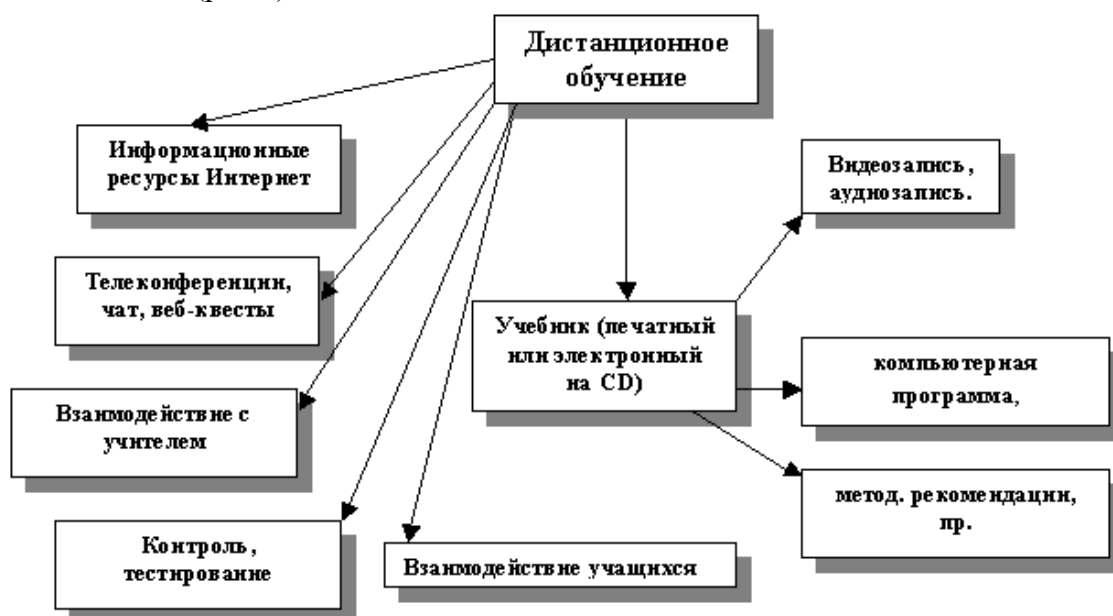 Дистанционное
обучение
Информационные
ресурсы Интернет
Видеозапись,
аудиозапись.
Телеконференции,
чат, веб-квесты
Учебник (печатный
или электронный
на CD)
компьютерная
программа,
Взаимодействие с
учителем
метод. рекомендации,
пр.
Контроль,
тестирование
Взаимодействие учащихся